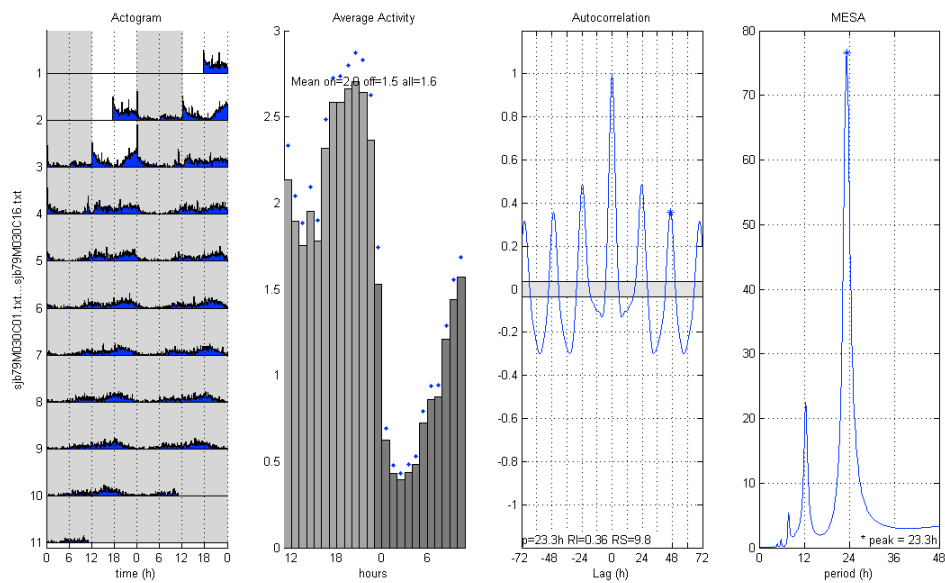 Actogram
sjb79M030C01.txt... sjb79M030C16.txt
1
2
3
4
5
6
7
8
9
10
11
0 6 12 18 0 6 12 18 0
time (h)
Average Activity
Mean on=2.0 off=1.5 all=1.6
3
2.5
2
1.5
1
0.5
0
12 18 0 6
hours
Autocorrelation
1
0.8
0.6
0.4
0.2
0
-0.2
-0.4
-0.6
-0.8
-1
p=23.3h RI=0.36 RS=9.8
-72 -48 -24 0 24 48 72
Lag (h)
MESA
80
70
60
50
40
30
20
10
0
* peak = 23.3h
0 12 24 36 48
period (h)